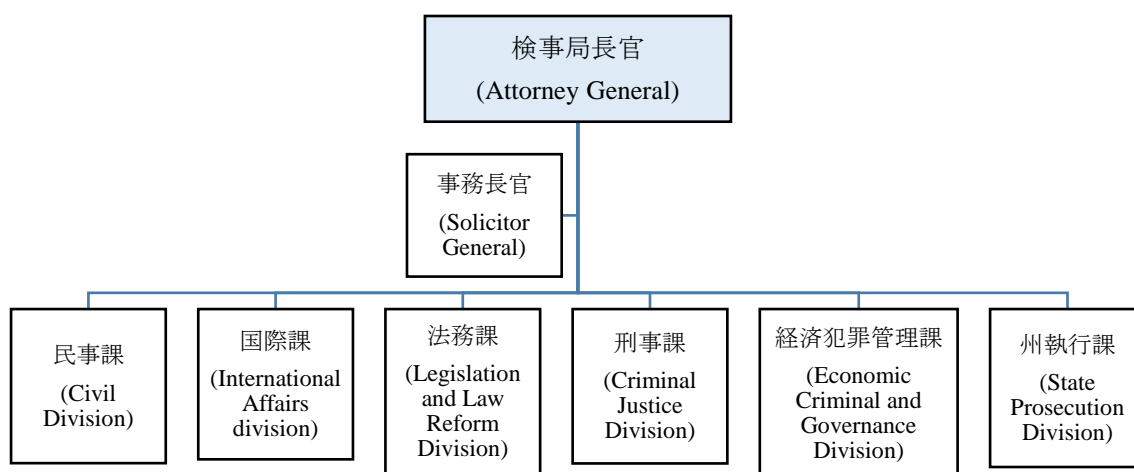 検事局長官
(Attorney General)
事務長官
(Solicitor
General)
民事課
(Civil
Division)
国際課
(International
Affairs
division)
法務課
(Legislation
and Law
Reform
Division)
刑事課
(Criminal
Justice
Division)
経済犯罪管理課
(Economic
Criminal and
Governance
Division)
州執行課
(State
Prosecution
Division)